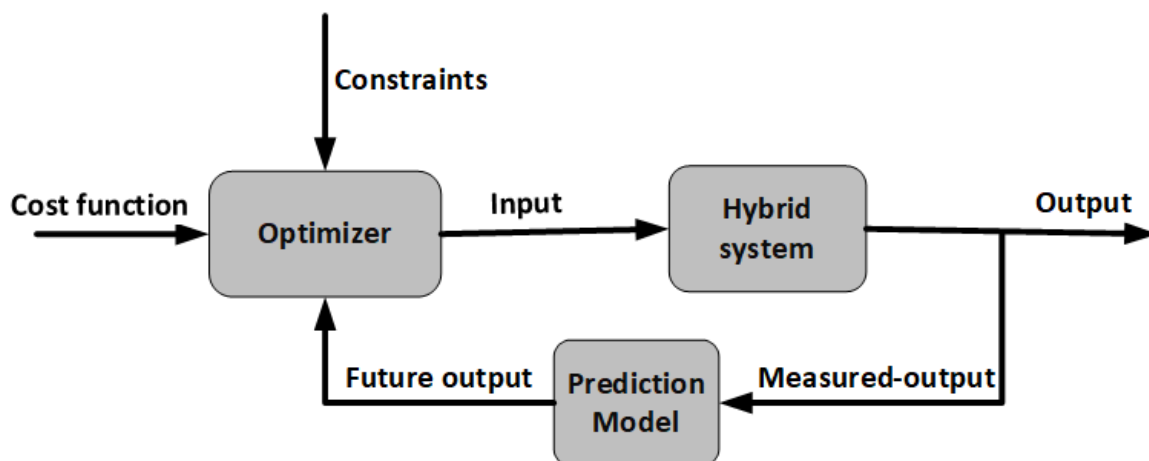 Constraints
Cost function
Optimizer
Input
Hybrid
system
Output
Future output
Prediction
Model
Measured-output